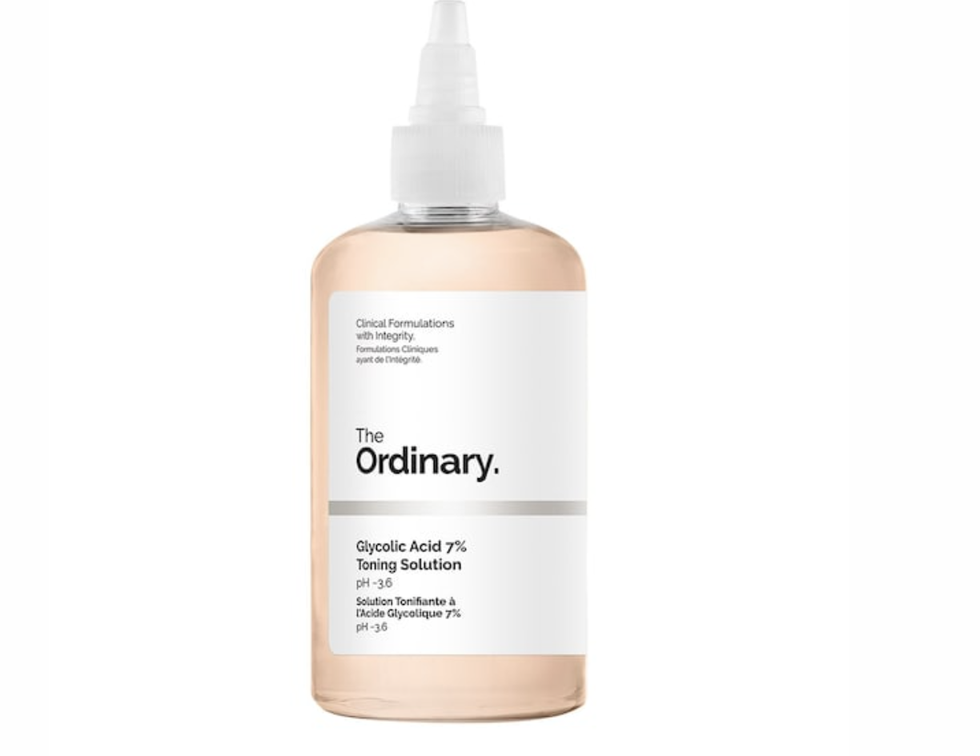 Clinical Formulations
with Integrity.
Formulations Cliniques
ayant de l'Intégrité.
The
Ordinary.
Glycolic Acid 7%
Toning Solution
pH ~3.6
Solution Tonifiante à
l'Acide Glycolique 7%
pH ~3.6